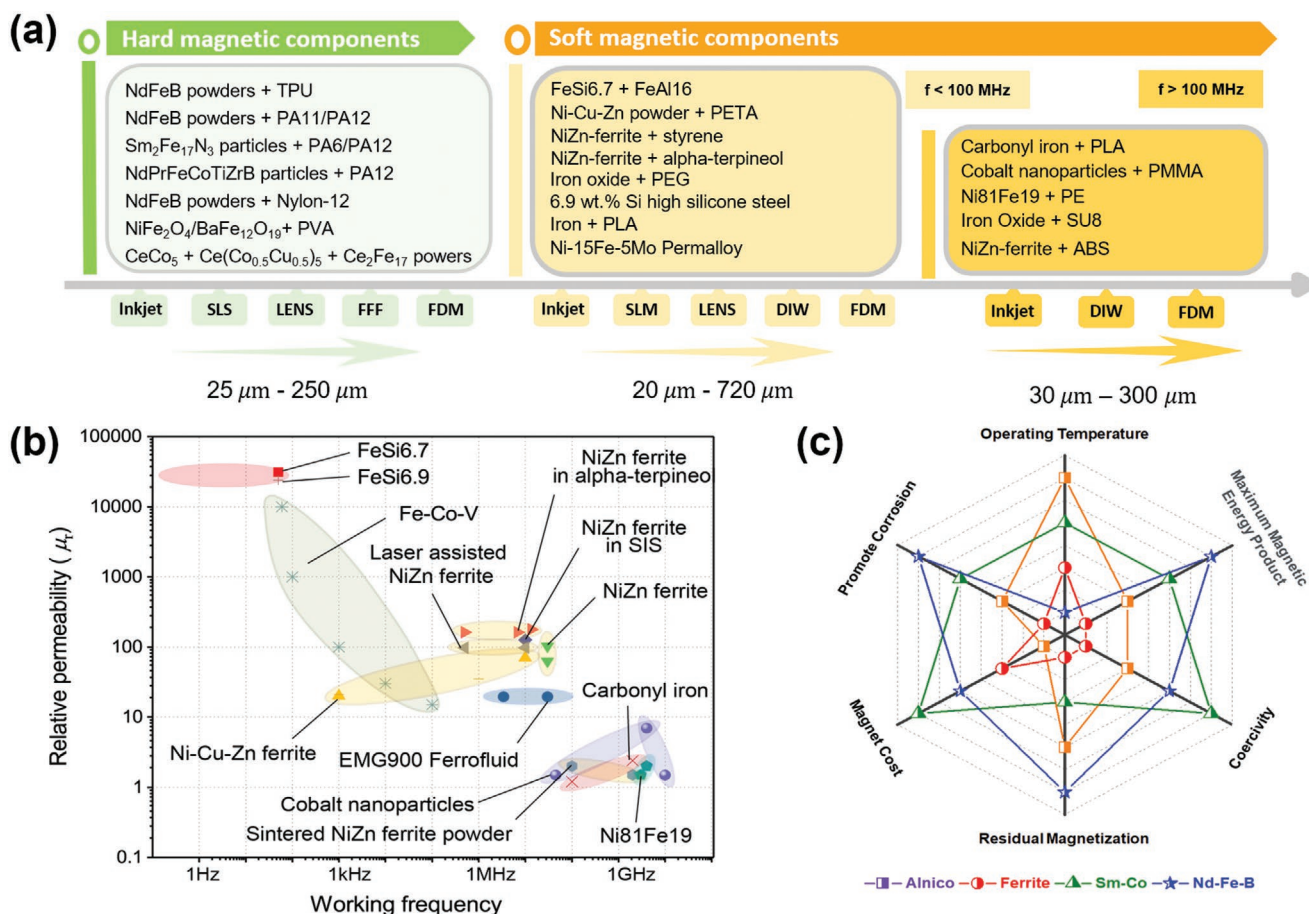 (a)
Hard magnetic components
Soft magnetic components
NdFeB powders + TPU
NdFeB powders + PA11/PA12
Sm₂Fe₁₇N₃ particles + PA6/PA12
NdPrFeCoTiZrB particles + PA12
NdFeB powders + Nylon-12
NiFe₂O₄/BaFe₁₂O₁₉+ PVA
CeCo₅ + Ce(Co₀.₅Cu₀.₅)₅ + Ce₂Fe₁₇ powers
FeSi6.7 + FeAl16
Ni-Cu-Zn powder + PETA
NiZn-ferrite + styrene
NiZn-ferrite + alpha-terpineol
Iron oxide + PEG
6.9 wt.% Si high silicone steel
Iron + PLA
Ni-15Fe-5Mo Permalloy
f < 100 MHz
f > 100 MHz
Carbonyl iron + PLA
Cobalt nanoparticles + PMMA
Ni81Fe19 + PE
Iron Oxide + SU8
NiZn-ferrite + ABS
Inkjet
SLS
LENS
FFF
FDM
Inkjet
SLM
LENS
DIW
FDM
Inkjet
DIW
FDM
25 μm - 250 μm
20 μm - 720 μm
30 μm – 300 μm
(b)
Relative permeability (μr)
100000
10000
1000
100
10
1
0.1
1Hz
1kHz
1MHz
1GHz
Working frequency
FeSi6.7
FeSi6.9
Fe-Co-V
Laser assisted
NiZn ferrite
NiZn ferrite
in alpha-terpineol
NiZn ferrite
in SIS
NiZn ferrite
Carbonyl iron
Ni-Cu-Zn ferrite
EMG900 Ferrofluid
Cobalt nanoparticles
Sintered NiZn ferrite powder
Ni81Fe19
(c)
Operating Temperature
Maximum Magnetic
Energy Product
Coercivity
Residual Magnetization
Magnet Cost
Promote Corrosion
Alnico
Ferrite
Sm-Co
Nd-Fe-B